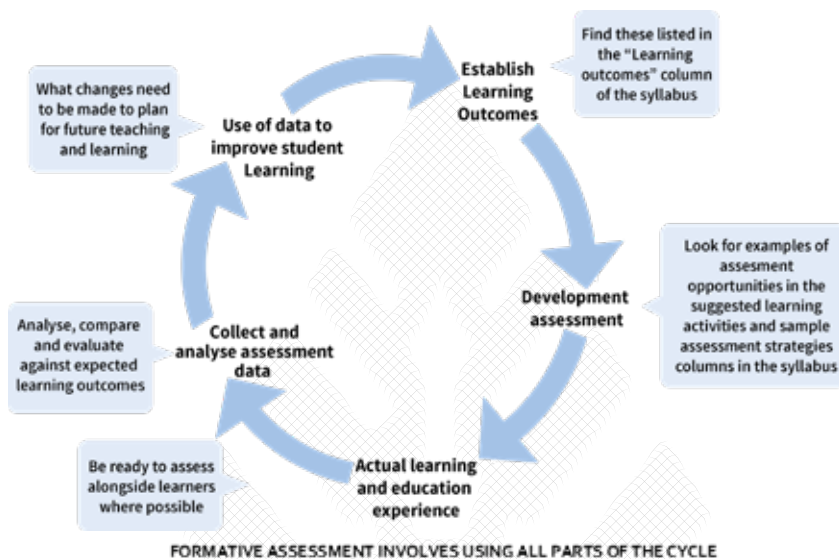 Establish
Learning
Outcomes
Find these listed in
the “Learning
outcomes” column
of the syllabus
Development
assessment
Look for examples of
assesment
opportunities in the
suggested learning
activities and sample
assessment strategies
columns in the syllabus
Actual learning
and education
experience
Be ready to assess
alongside learners
where possible
Collect and
analyse assessment
data
Analyse, compare
and evaluate
against expected
learning outcomes
Use of data to
improve student
Learning
What changes need
to be made to plan
for future teaching
and learning
FORMATIVE ASSESSMENT INVOLVES USING ALL PARTS OF THE CYCLE